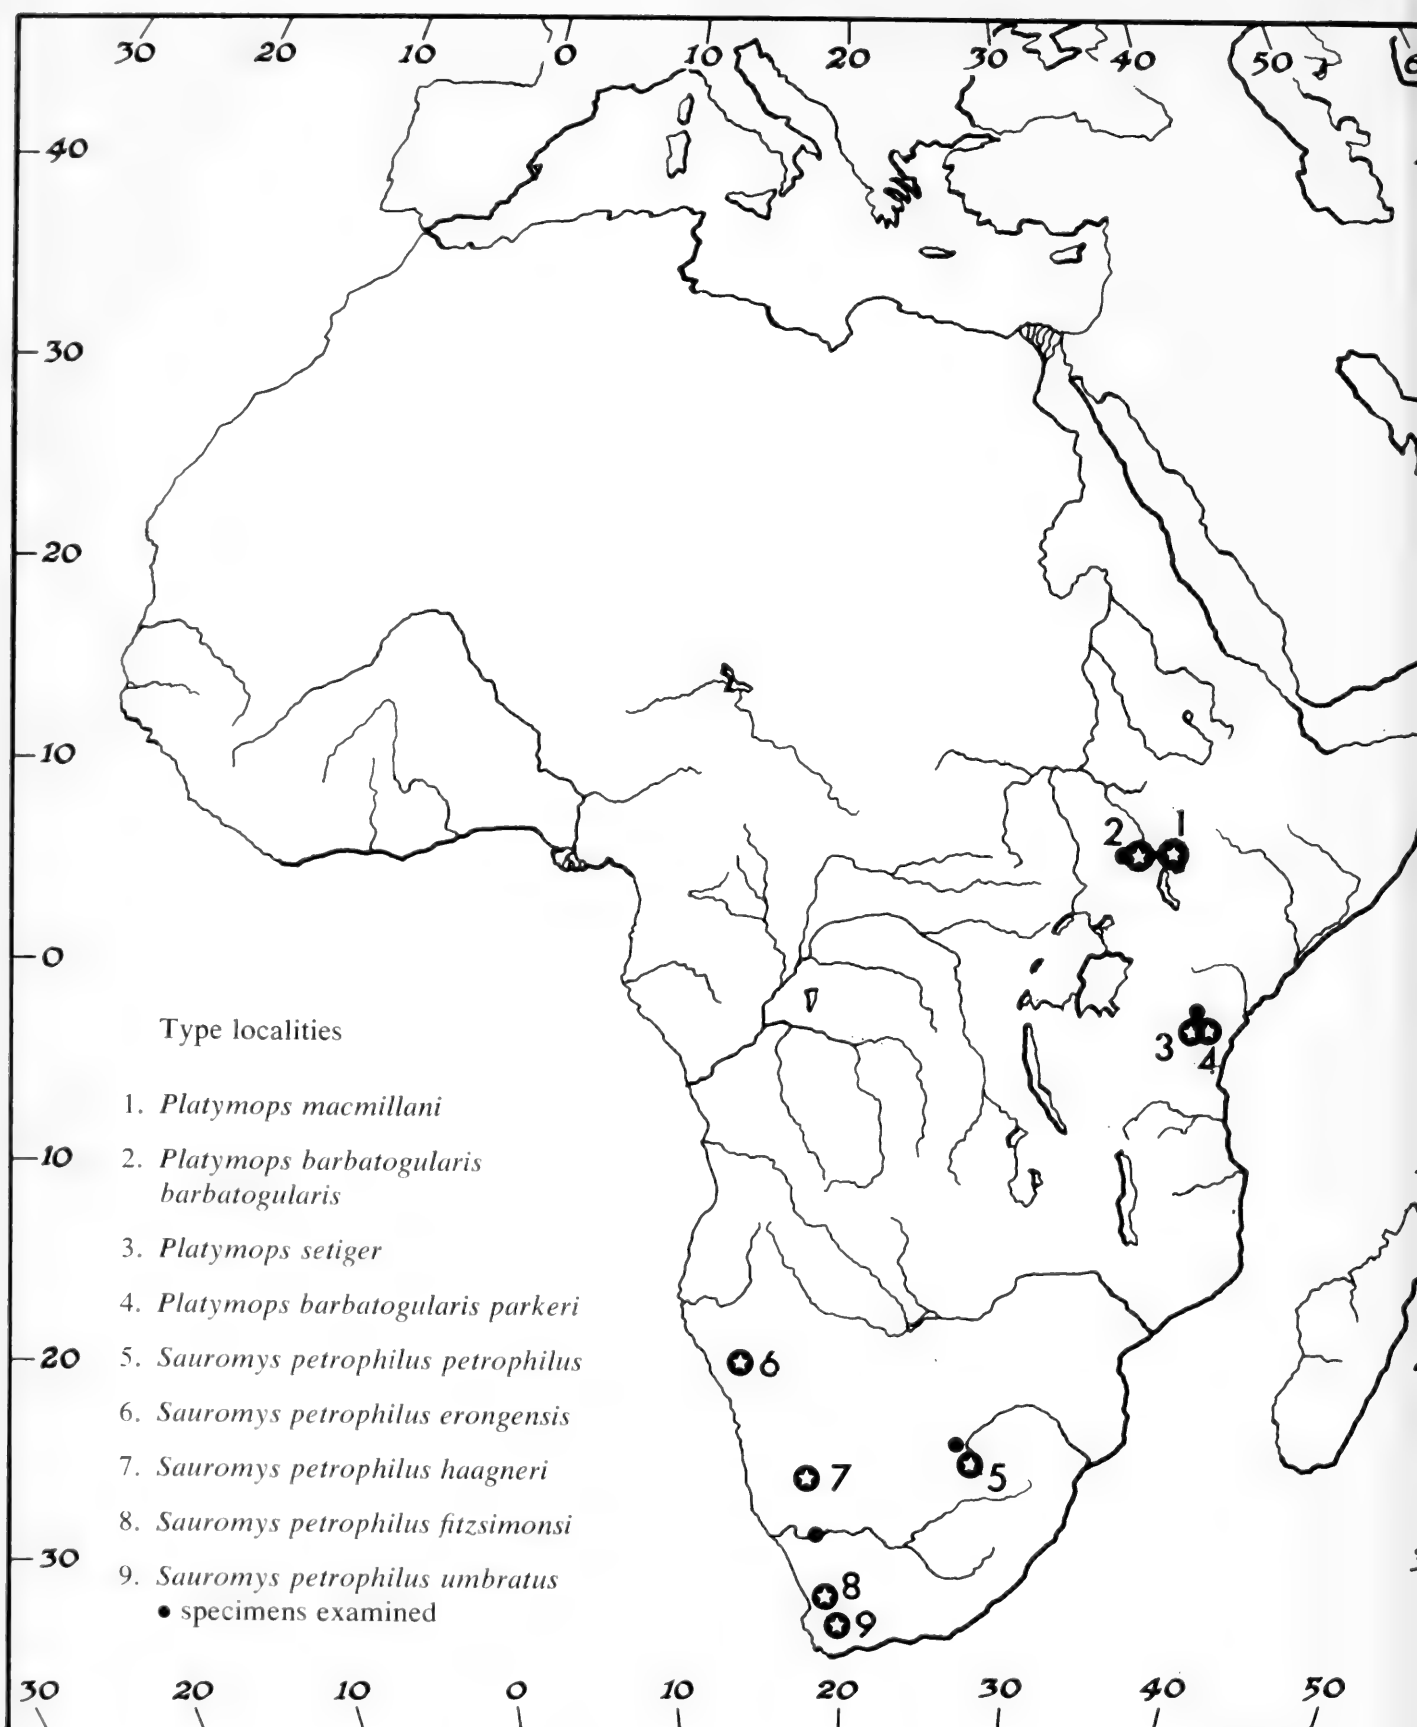 30 20 10 0 10 20 30 40 50
40
30
20
10
2 1
0
3 4
Type localities
1. Platymops macmillani
10
2. Platymops barbatogularis
barbatogularis
3. Platymops setiger
4. Platymops barbatogularis parkeri
20
5. Sauromys petrophilus petrophilus
6
6. Sauromys petrophilus erongensis
7. Sauromys petrophilus haagneri
7 5
8. Sauromys petrophilus fitzsimonsi
30
9. Sauromys petrophilus umbratus
8
● specimens examined
9
30 20 10 0 10 20 30 40 50